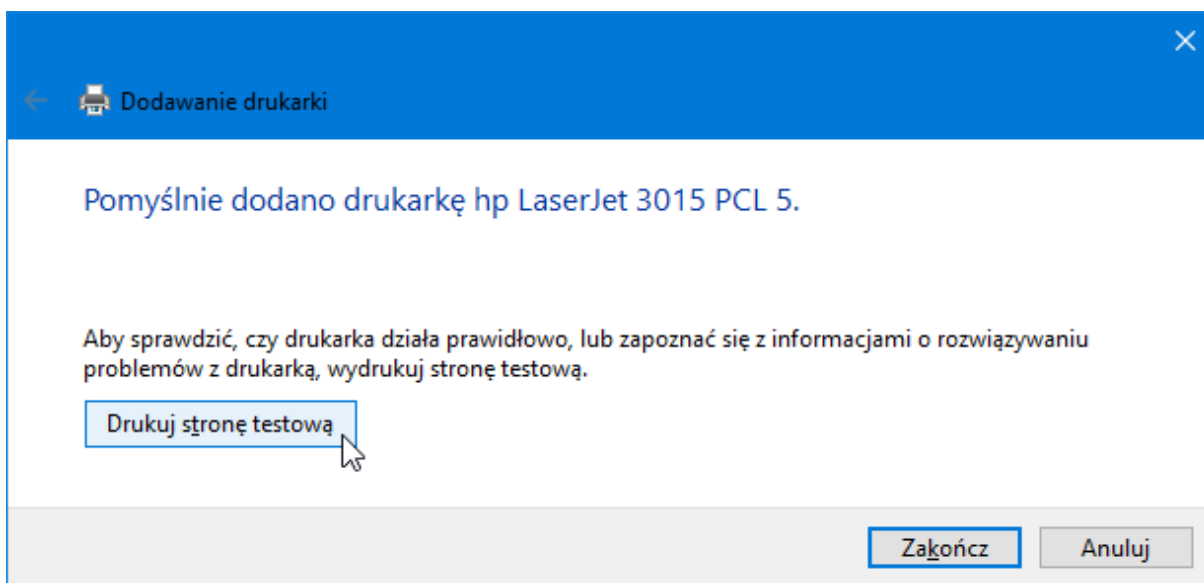 Dodawanie drukarki
Pomyślnie dodano drukarkę hp LaserJet 3015 PCL 5.
Aby sprawdzić, czy drukarka działa prawidłowo, lub zapoznać się z informacjami o rozwiązywaniu
problemów z drukarką, wydrukuj stronę testową.
Drukuj stronę testową
Zakończ
Anuluj